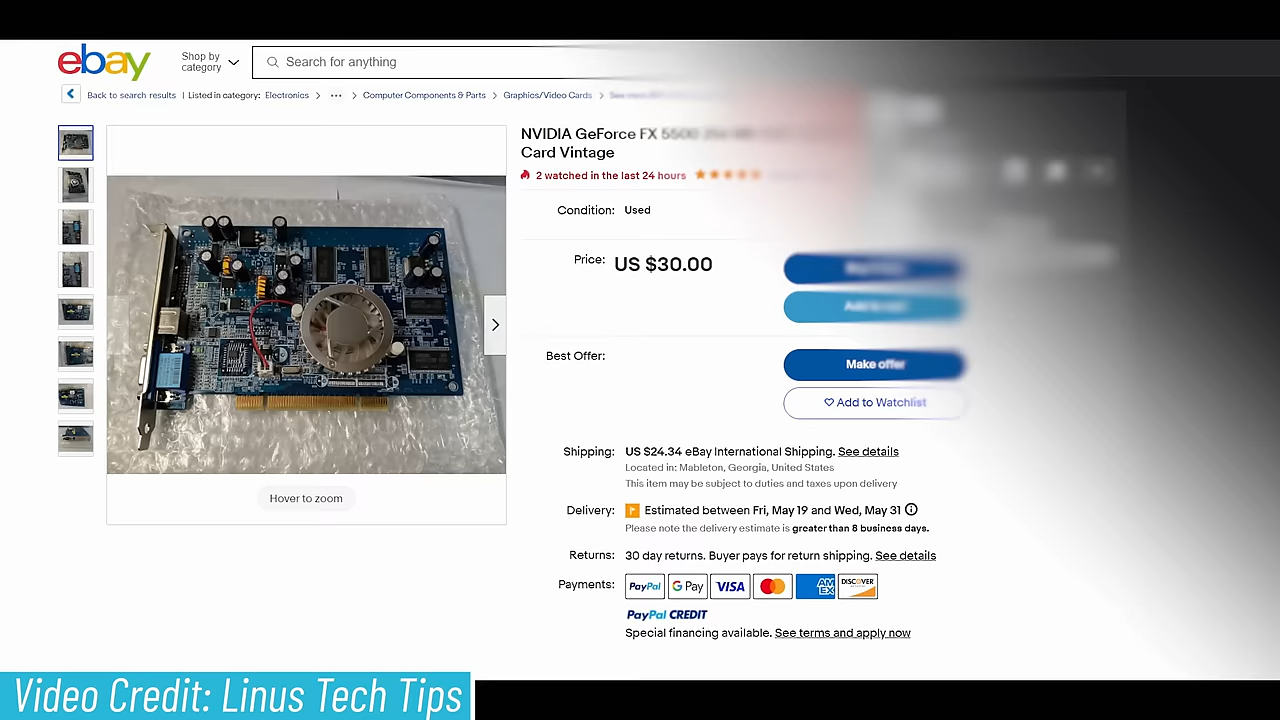 ebay
Shop by
category
Search for anything
Back to search results | Listed in category: Electronics > ··· > Computer Components & Parts > Graphics/Video Cards >
NVIDIA GeForce FX 5500
Card Vintage
2 watched in the last 24 hours
Condition: Used
Price: US $30.00
Best Offer:
Make offer
Add to Watchlist
Shipping: US $24.34 eBay International Shipping. See details
Located in: Mableton, Georgia, United States
This item may be subject to duties and taxes upon delivery
Delivery: Estimated between Fri, May 19 and Wed, May 31
Please note the delivery estimate is greater than 8 business days.
Returns: 30 day returns. Buyer pays for return shipping. See details
Payments: PayPal G Pay VISA AM EX DISCOVER
PayPal CREDIT
Special financing available. See terms and apply now
Hover to zoom
Video Credit: Linus Tech Tips